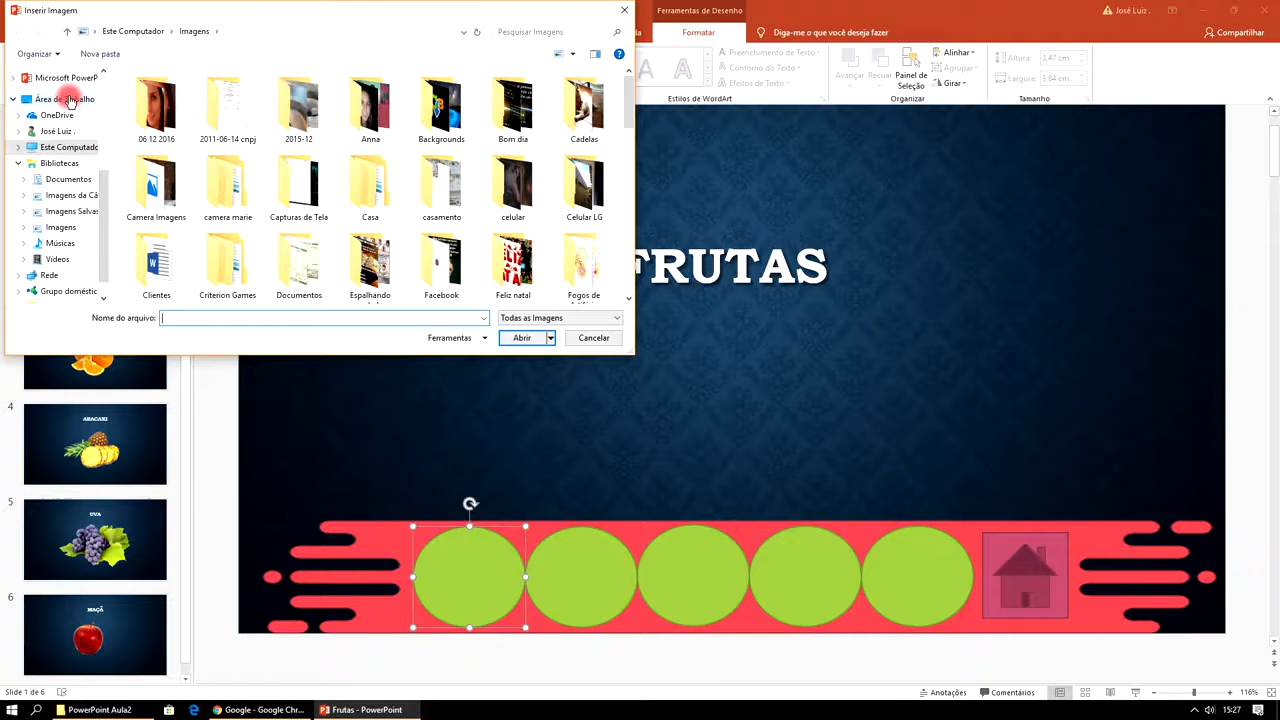 Inserir Imagem
Ferramentas de Desenho
José Luiz .
Este Computador
Imagens
Pesquisar Imagens
Formatar
Diga-me o que você deseja fazer
Compartilhar
Organizar
Nova pasta
Preenchimento de Texto
Contorno do Texto
Efeitos de Texto
Estilos de WordArt
Avançar
Recuar
Painel de
Seleção
Alinhar
Agrupar
Girar
Organizar
Altura:
3,47 cm
Largura:
3,84 cm
Tamanho
Microsoft PowerP
Área de
OneDrive
José Luiz .
Este Computado
Bibliotecas
Documentos
Imagens da Câ
Imagens Salvas
Imagens
Músicas
Vídeos
Rede
Grupo doméstic
06 12 2016
2011-06-14 cnpj
2015-12
Anna
Backgrounds
Bom dia
Cadelas
Camera Imagens
camera marie
Capturas de Tela
Casa
casamento
celular
Celular LG
Clientes
Criterion Games
Documentos
Espalhando
Facebook
Feliz natal
Fogos de
Nome do arquivo:
Todas as Imagens
Ferramentas
Abrir
Cancelar
FRUTAS
4
ABACAXI
5
UVA
6
MAÇÃ
Slide 1 de 6
Anotações
Comentários
116%
PowerPoint Aula2
Google - Google Chr...
Frutas - PowerPoint
15:27